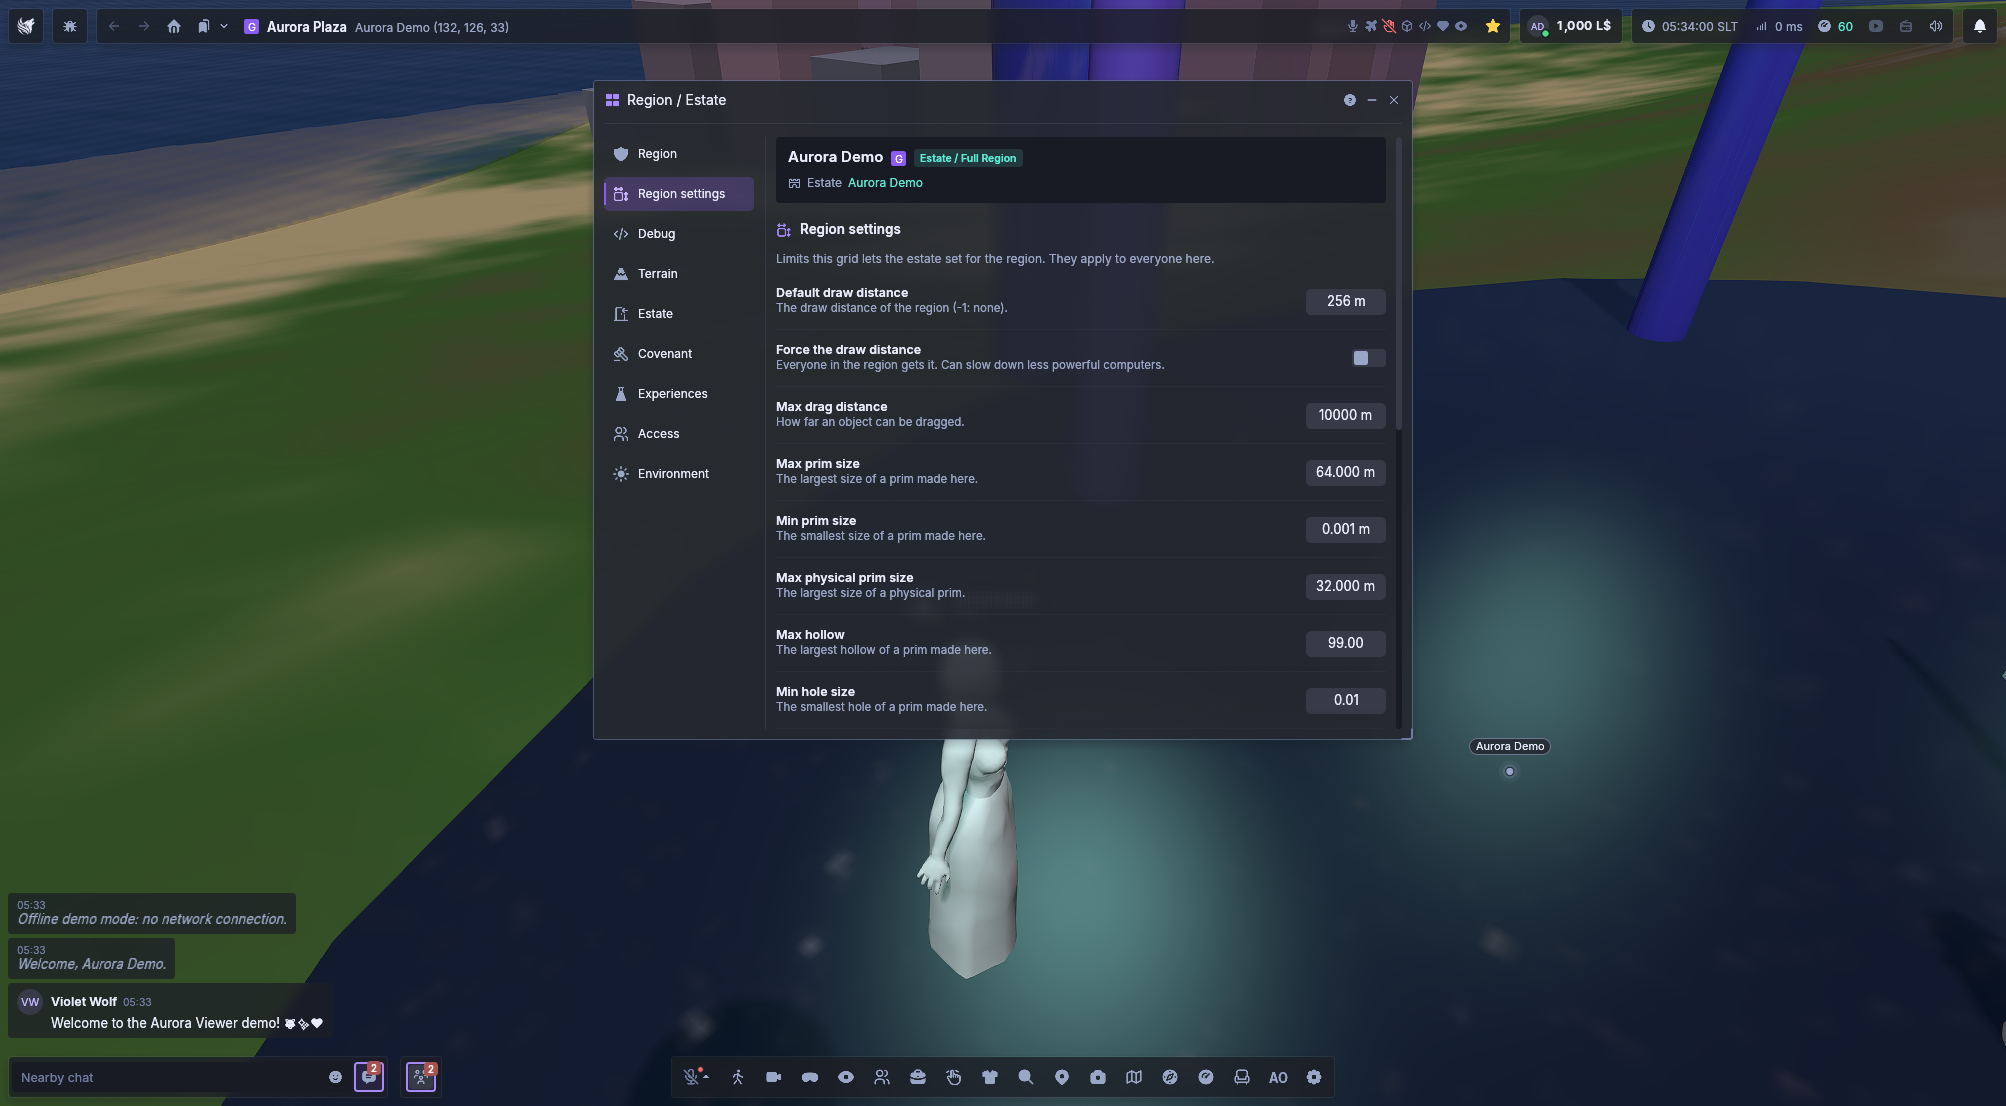 G Aurora Plaza Aurora Demo (132, 126, 33)
AD 1,000 L$
05:34:00 SLT 0 ms 60
Region / Estate
Region
Region settings
Debug
Terrain
Estate
Covenant
Experiences
Access
Environment
Aurora Demo G Estate / Full Region
Estate Aurora Demo
Region settings
Limits this grid lets the estate set for the region. They apply to everyone here.
Default draw distance
The draw distance of the region (-1: none).
256 m
Force the draw distance
Everyone in the region gets it. Can slow down less powerful computers.
Max drag distance
How far an object can be dragged.
10000 m
Max prim size
The largest size of a prim made here.
64.000 m
Min prim size
The smallest size of a prim made here.
0.001 m
Max physical prim size
The largest size of a physical prim.
32.000 m
Max hollow
The largest hollow of a prim made here.
99.00
Min hole size
The smallest hole of a prim made here.
0.01
Aurora Demo
05:33
Offline demo mode: no network connection.
05:33
Welcome, Aurora Demo.
VW Violet Wolf 05:33
Welcome to the Aurora Viewer demo!
Nearby chat
2
2
AO